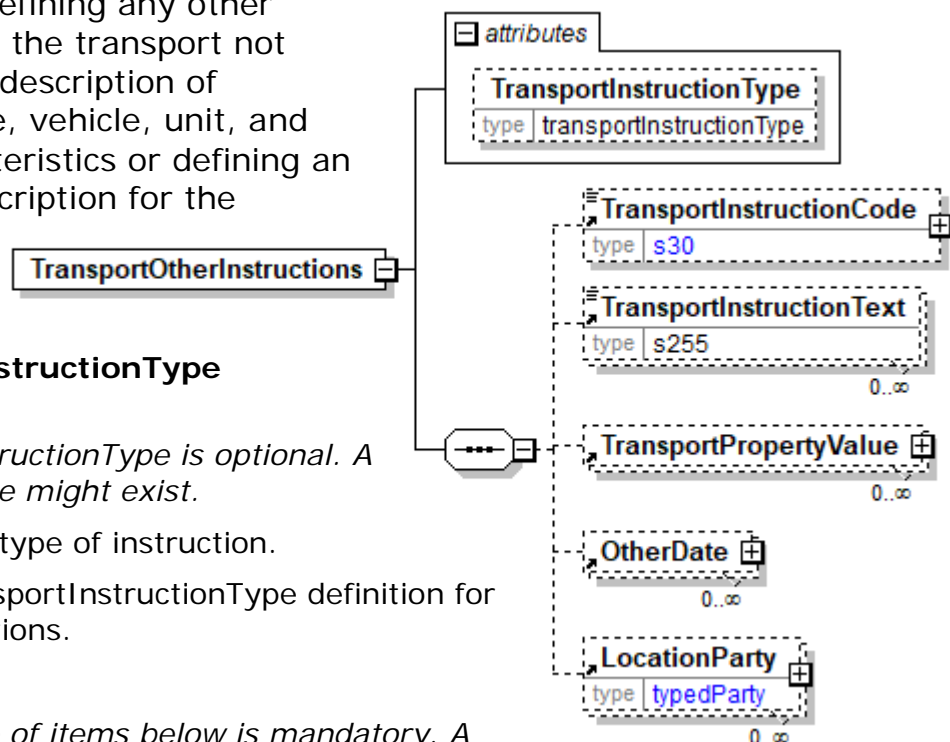 efining any other
the transport not
description of
e, vehicle, unit, and
teristics or defining an
cription for the
attributes
TransportInstructionType
type transportInstructionType
TransportOtherInstructions
TransportInstructionCode
type s30
TransportInstructionText
type s255
0..∞
TransportPropertyValue
0..∞
OtherDate
0..∞
LocationParty
type typedParty
0..∞
structionType
ructionType is optional. A
e might exist.
type of instruction.
sportInstructionType definition for
ions.
of items below is mandatory. A